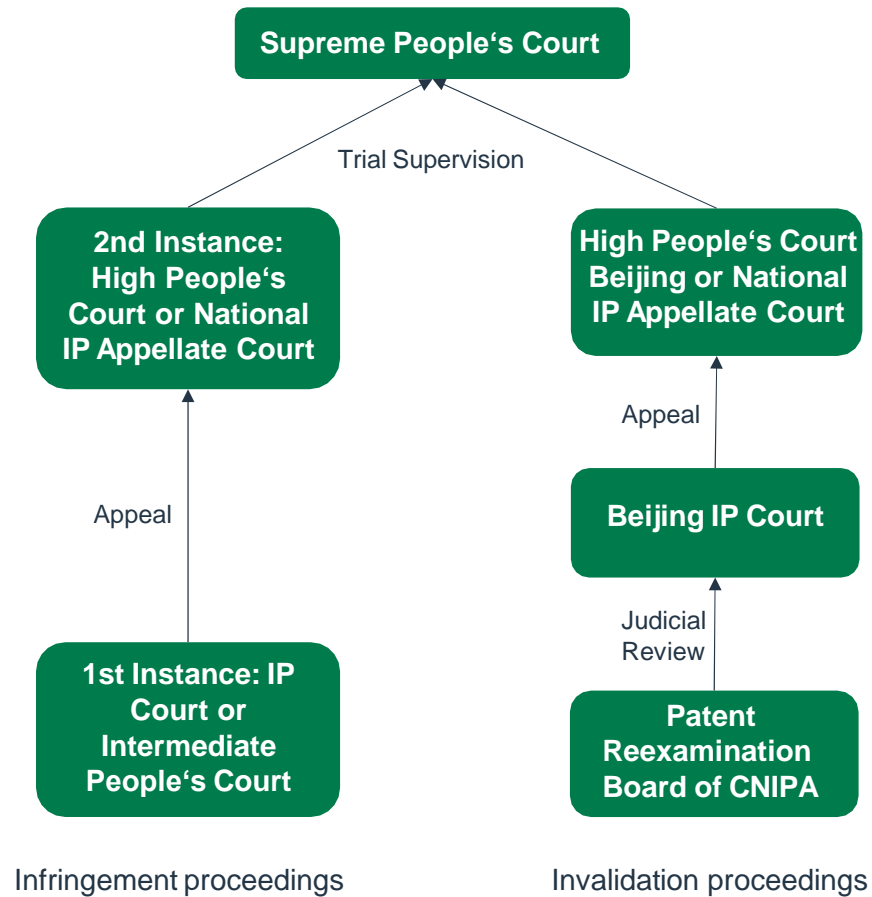 Supreme People‘s Court
Trial Supervision
2nd Instance:
High People‘s
Court or National
IP Appellate Court
High People‘s Court
Beijing or National
IP Appellate Court
Appeal
Appeal
Beijing IP Court
Judicial
Review
1st Instance: IP
Court or
Intermediate
People‘s Court
Patent
Reexamination
Board of CNIPA
Infringement proceedings
Invalidation proceedings